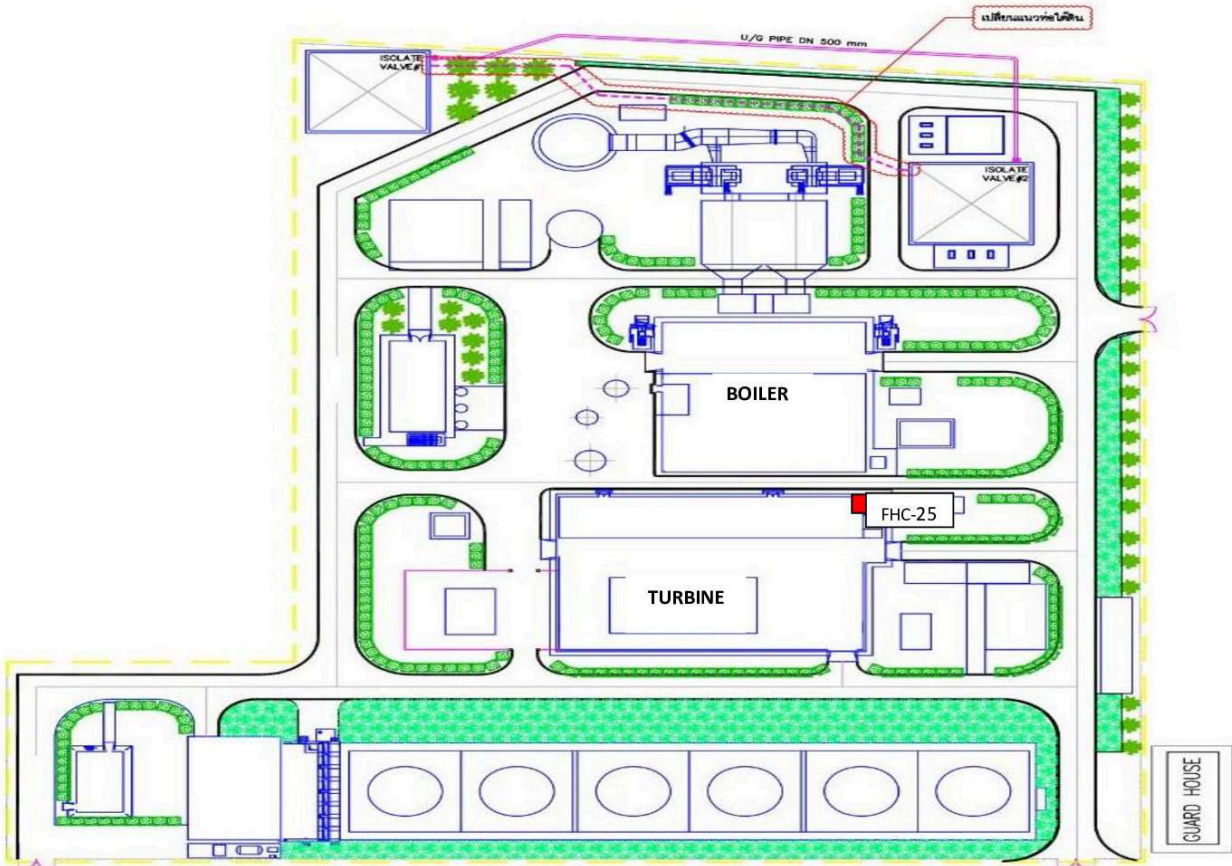 เปลี่ยนแนวท่อใต้ดิน
U/G PIPE DN 500 mm
ISOLATE
VALVE#1
ISOLATE
VALVE#2
BOILER
FHC-25
TURBINE
GUARD HOUSE